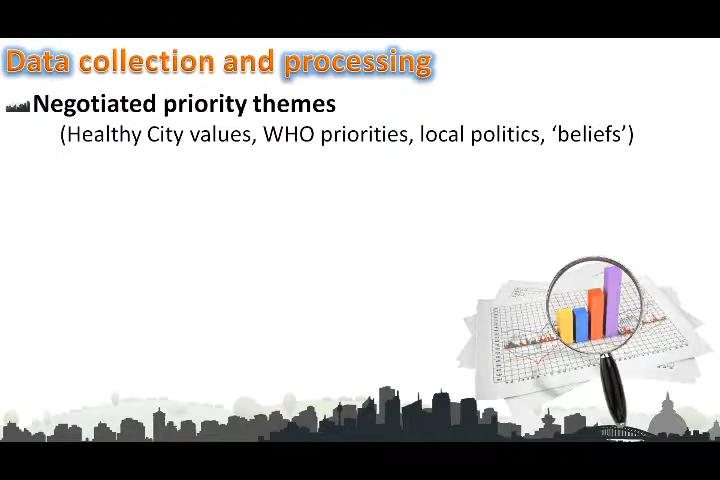 Data collection and processing
Negotiated priority themes
(Healthy City values, WHO priorities, local politics, ‘beliefs’)